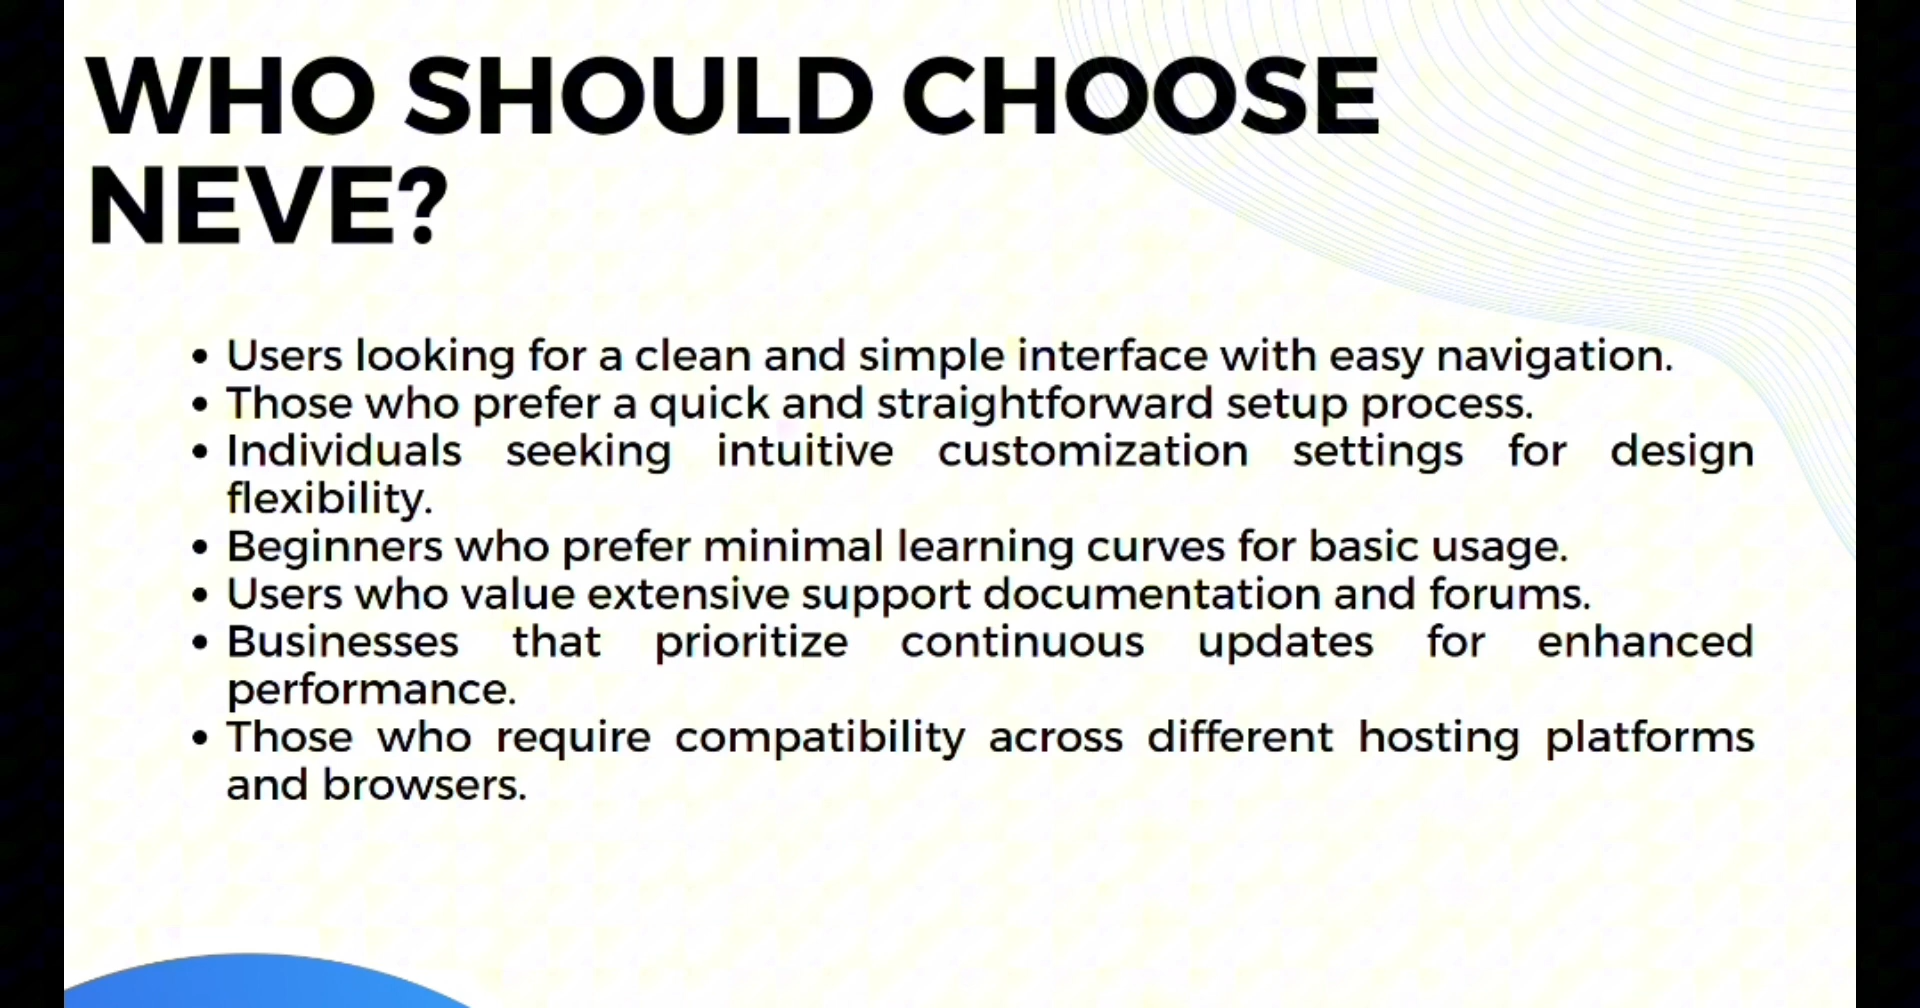 WHO SHOULD CHOOSE
NEVE?
• Users looking for a clean and simple interface with easy navigation.
• Those who prefer a quick and straightforward setup process.
• Individuals seeking intuitive customization settings for design
flexibility.
• Beginners who prefer minimal learning curves for basic usage.
• Users who value extensive support documentation and forums.
• Businesses that prioritize continuous updates for enhanced
performance.
• Those who require compatibility across different hosting platforms
and browsers.